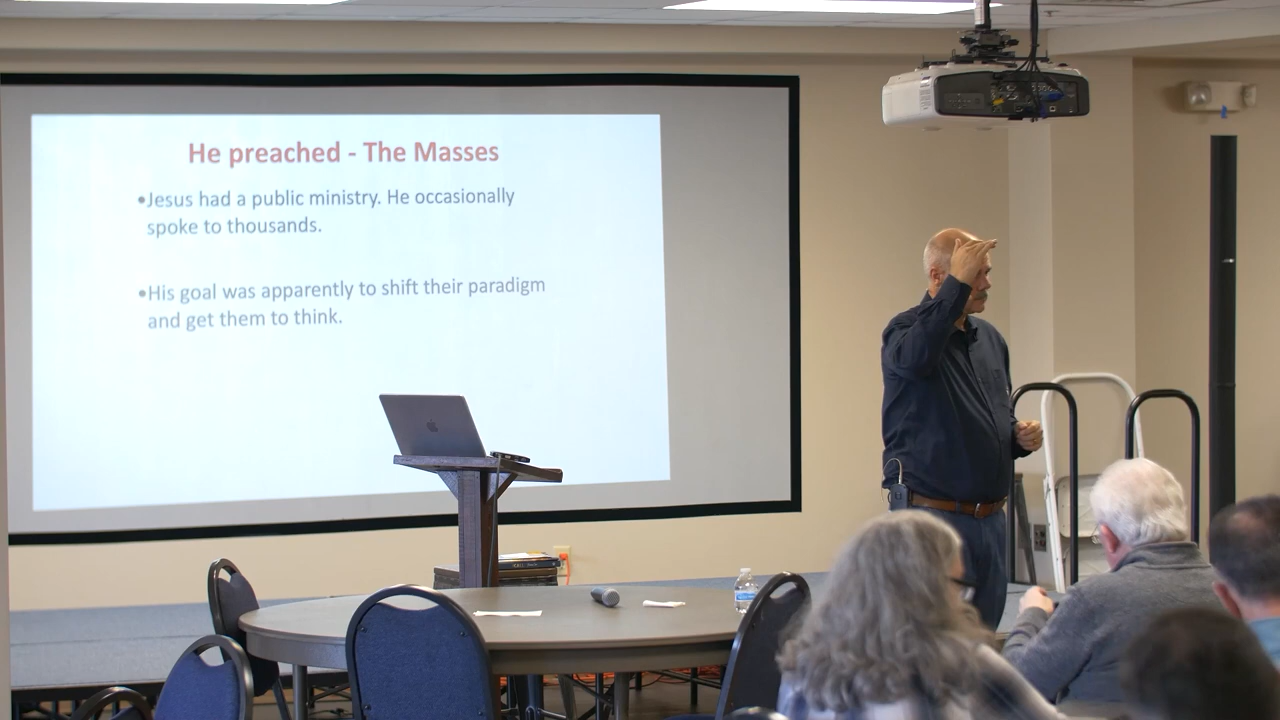 He preached - The Masses
•Jesus had a public ministry. He occasionally
spoke to thousands.
•His goal was apparently to shift their paradigm
and get them to think.